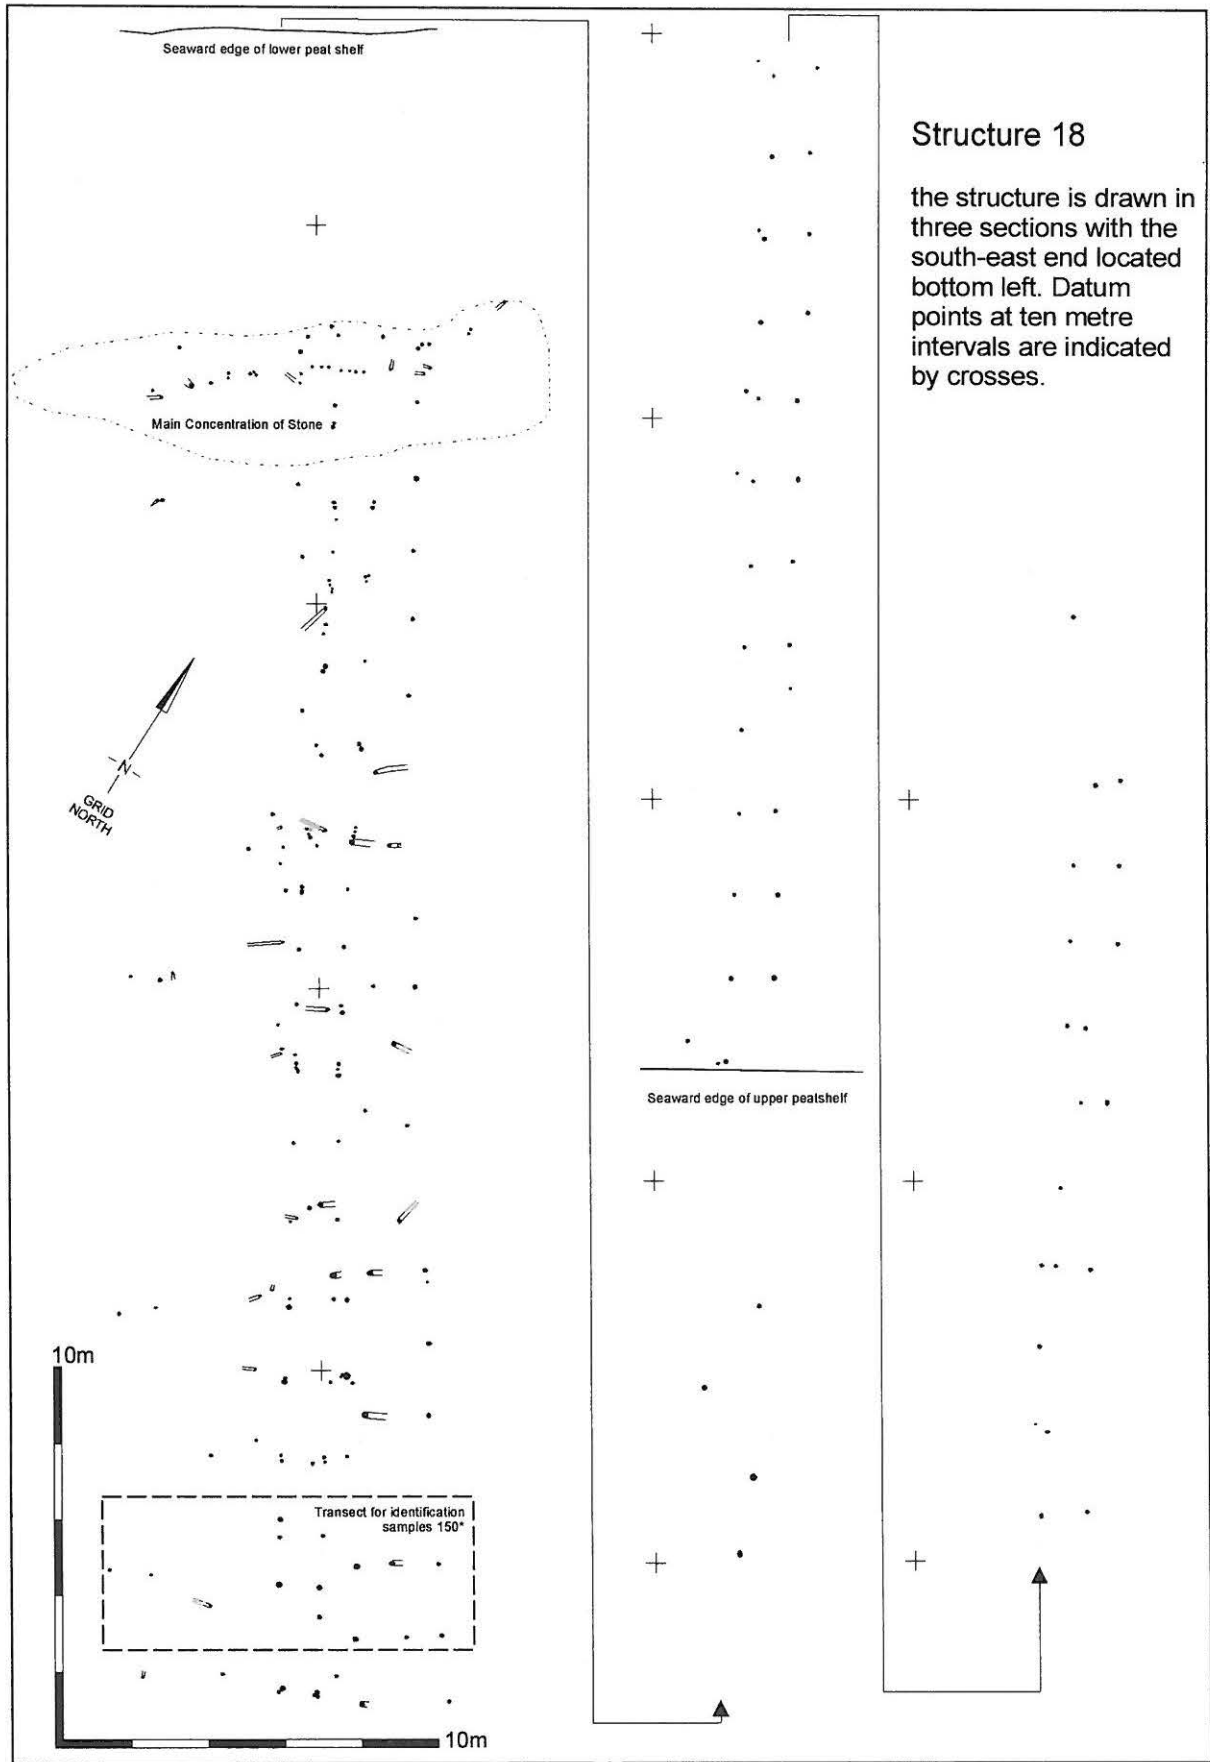 Seaward edge of lower peat shelf
Structure 18
the structure is drawn in
three sections with the
south-east end located
bottom left. Datum
points at ten metre
intervals are indicated
by crosses.
Main Concentration of Stone
N
GRID
NORTH
Seaward edge of upper peatshelf
10m
Transect for identification
samples 150*
10m